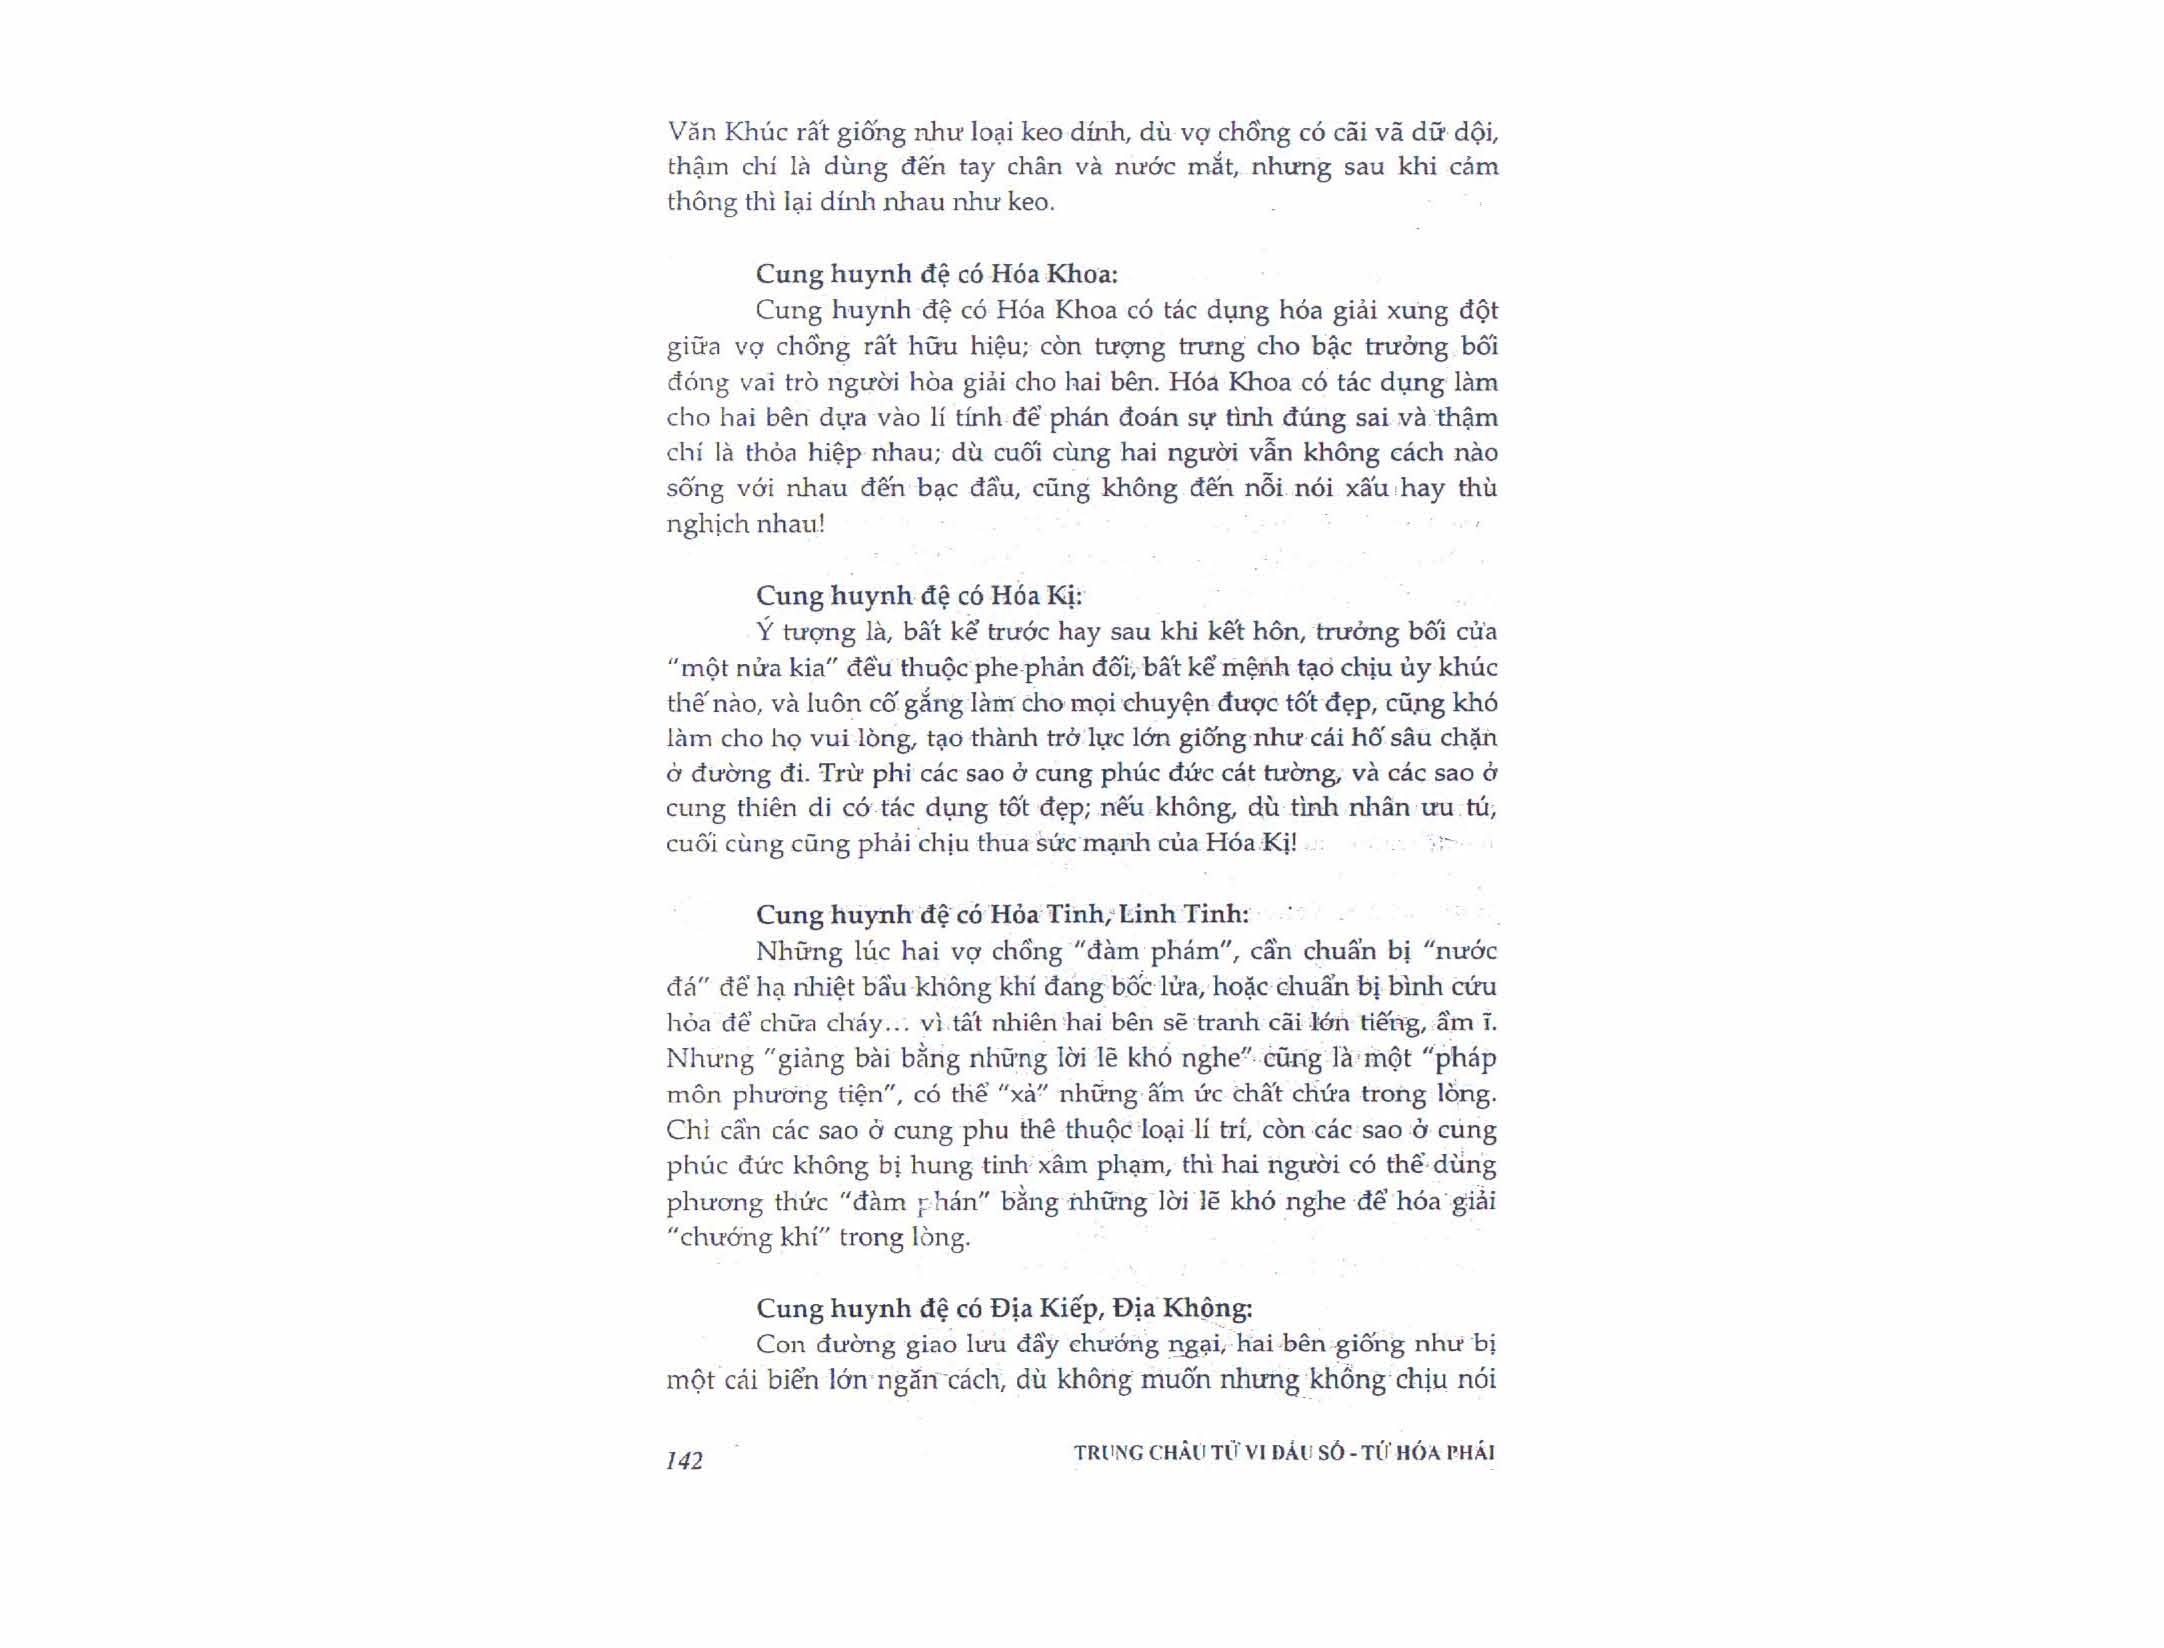 Văn Khúc rất giống như loại keo dính, dù vợ chồng có cãi vã dữ dội,
thậm chí là dùng đến tay chân và nước mắt, nhưng sau khi cảm
thông thì lại dính nhau như keo.
Cung huynh đệ có Hóa Khoa:
Cung huynh đệ có Hóa Khoa có tác dụng hóa giải xung đột
giữa vợ chồng rất hữu hiệu; còn tượng trưng cho bậc trưởng bối
đóng vai trò người hòa giải cho hai bên. Hóa Khoa có tác dụng làm
cho hai bên dựa vào lí tính để phán đoán sự tình đúng sai và thậm
chí là thỏa hiệp nhau; dù cuối cùng hai người vẫn không cách nào
sống với nhau đến bạc đầu, cũng không đến nỗi nói xấu hay thù
nghịch nhau!
Cung huynh đệ có Hóa Kị:
Ý tượng là, bất kể trước hay sau khi kết hôn, trưởng bối của
"một nửa kia" đều thuộc phe phản đối, bất kể mệnh tạo chịu ủy khúc
thế nào, và luôn cố gắng làm cho mọi chuyện được tốt đẹp, cũng khó
làm cho họ vui lòng, tạo thành trở lực lớn giống như cái hố sâu chặn
ở đường đi. Trừ phi các sao ở cung phúc đức cát tường, và các sao ở
cung thiên di có tác dụng tốt đẹp; nếu không, dù tình nhân ưu tú,
cuối cùng cũng phải chịu thua sức mạnh của Hóa Kị!
Cung huynh đệ có Hỏa Tinh, Linh Tinh:
Những lúc hai vợ chồng "đàm phám", cần chuẩn bị "nước
đá" để hạ nhiệt bầu không khí đang bốc lửa, hoặc chuẩn bị bình cứu
hỏa để chữa cháy... vì tất nhiên hai bên sẽ tranh cãi lớn tiếng, ầm ĩ.
Nhưng "giảng bài bằng những lời lẽ khó nghe" cũng là một "pháp
môn phương tiện", có thể "xả" những ấm ức chất chứa trong lòng.
Chỉ cần các sao ở cung phu thê thuộc loại lí trí, còn các sao ở cung
phúc đức không bị hung tinh xâm phạm, thì hai người có thể dùng
phương thức "đàm phán" bằng những lời lẽ khó nghe để hóa giải
"chướng khí" trong lòng.
Cung huynh đệ có Địa Kiếp, Địa Không:
Con đường giao lưu đầy chướng ngại, hai bên giống như bị
một cái biển lớn ngăn cách, dù không muốn nhưng không chịu nói
142
TRUNG CHÂU TỬ VI ĐẨU SỐ - TỨ HÓA PHÁI